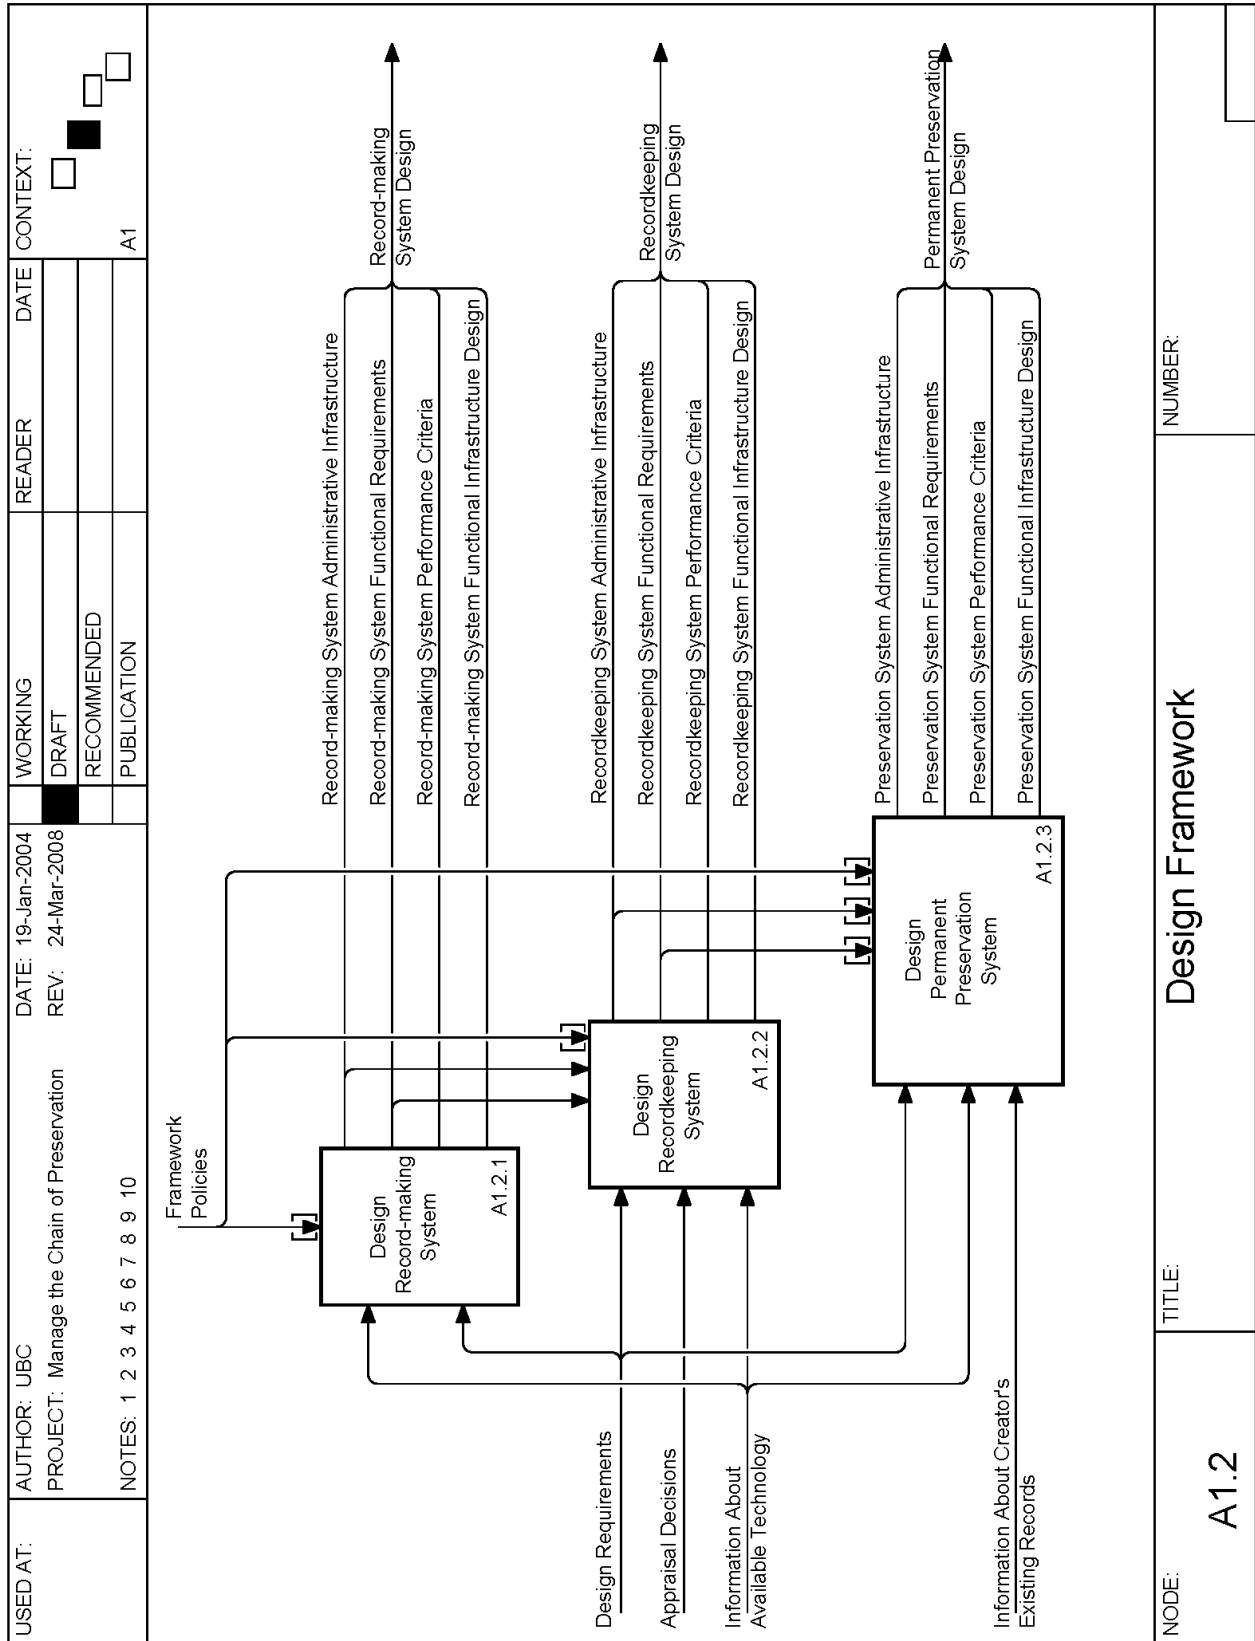 USED AT:
AUTHOR: UBC
PROJECT: Manage the Chain of Preservation
NOTES: 1 2 3 4 5 6 7 8 9 10
DATE: 19-Jan-2004
REV: 24-Mar-2008
WORKING
DRAFT
RECOMMENDED
PUBLICATION
READER
DATE
CONTEXT:
A1
Framework
Policies
Design
Record-making
System
A1.2.1
Record-making System Administrative Infrastructure
Record-making System Functional Requirements
Record-making System Performance Criteria
Record-making System Functional Infrastructure Design
Record-making
System Design
Design Requirements
Appraisal Decisions
Information About
Available Technology
Design
Recordkeeping
System
A1.2.2
Recordkeeping System Administrative Infrastructure
Recordkeeping System Functional Requirements
Recordkeeping System Performance Criteria
Recordkeeping System Functional Infrastructure Design
Recordkeeping
System Design
Information About Creator's
Existing Records
Design
Permanent
Preservation
System
A1.2.3
Preservation System Administrative Infrastructure
Preservation System Functional Requirements
Preservation System Performance Criteria
Preservation System Functional Infrastructure Design
Permanent Preservation
System Design
NODE:
A1.2
TITLE:
Design Framework
NUMBER: